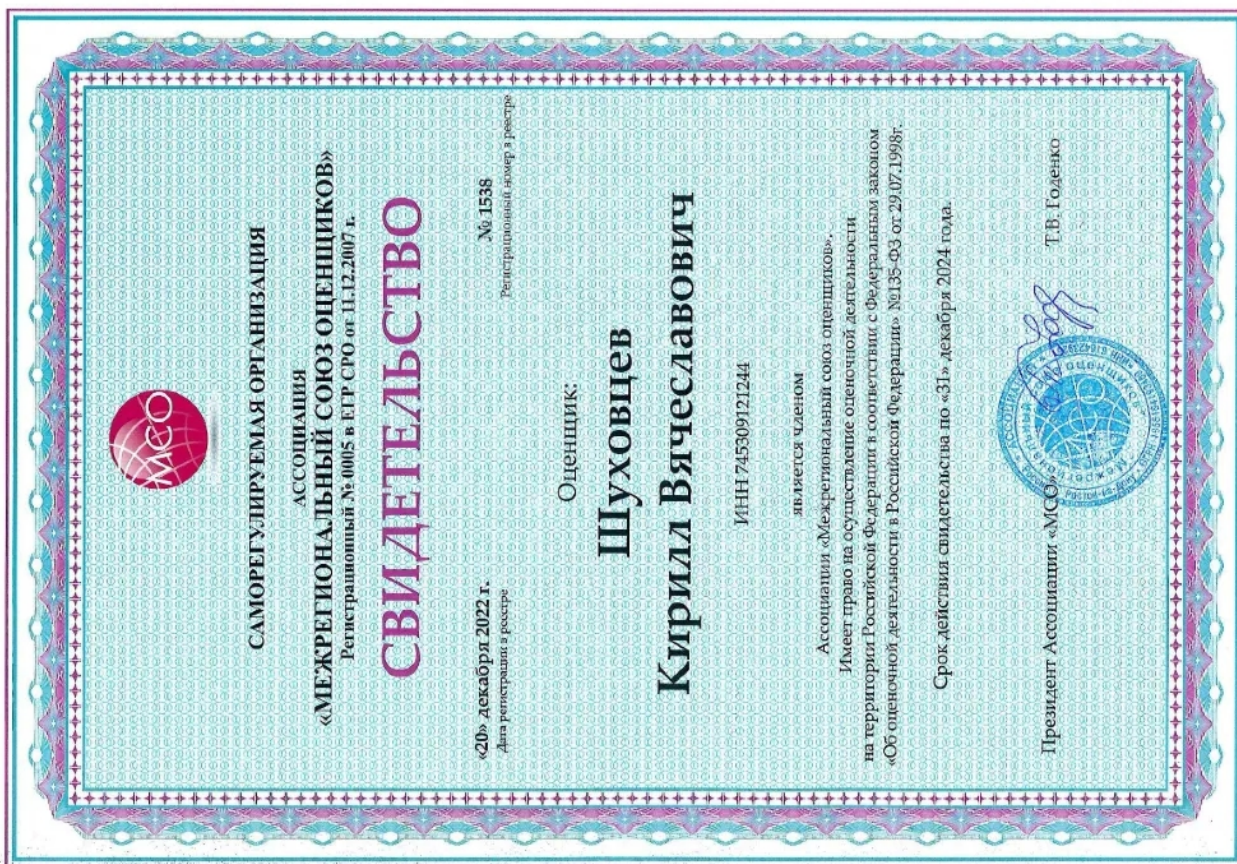 МСО
САМОРЕГУЛИРУЕМАЯ ОРГАНИЗАЦИЯ
АССОЦИАЦИЯ
«МЕЖРЕГИОНАЛЬНЫЙ СОЮЗ ОЦЕНЩИКОВ»
Регистрационный № 0005 в ЕГР СРО от 11.12.2007 г.
СВИДЕТЕЛЬСТВО
«20» декабря 2022 г. № 1538
Дата регистрации в реестре Регистрационный номер в реестре
Оценщик:
Шуховцев
Кирилл Вячеславович
ИНН 745309121244
является членом
Ассоциации «Межрегиональный союз оценщиков».
Имеет право на осуществление оценочной деятельности
на территории Российской Федерации в соответствии с Федеральным законом
«Об оценочной деятельности в Российской Федерации» №135-ФЗ от 29.07.1998г.
Срок действия свидетельства по «31» декабря 2024 года.
Президент Ассоциации «МСО» Т.В. Годенко